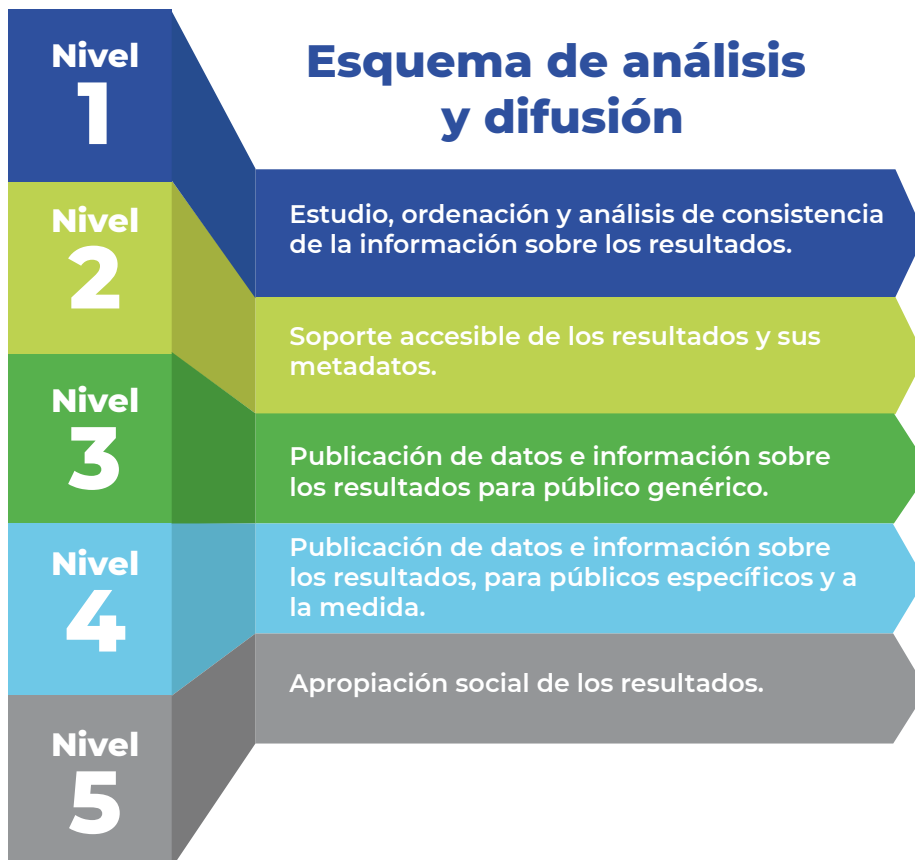 Esquema de análisis
y difusión
Nivel
1
Estudio, ordenación y análisis de consistencia
de la información sobre los resultados.
Nivel
2
Soporte accesible de los resultados y sus
metadatos.
Nivel
3
Publicación de datos e información sobre
los resultados para público genérico.
Nivel
4
Publicación de datos e información sobre
los resultados, para públicos específicos y a
la medida.
Nivel
5
Apropiación social de los resultados.